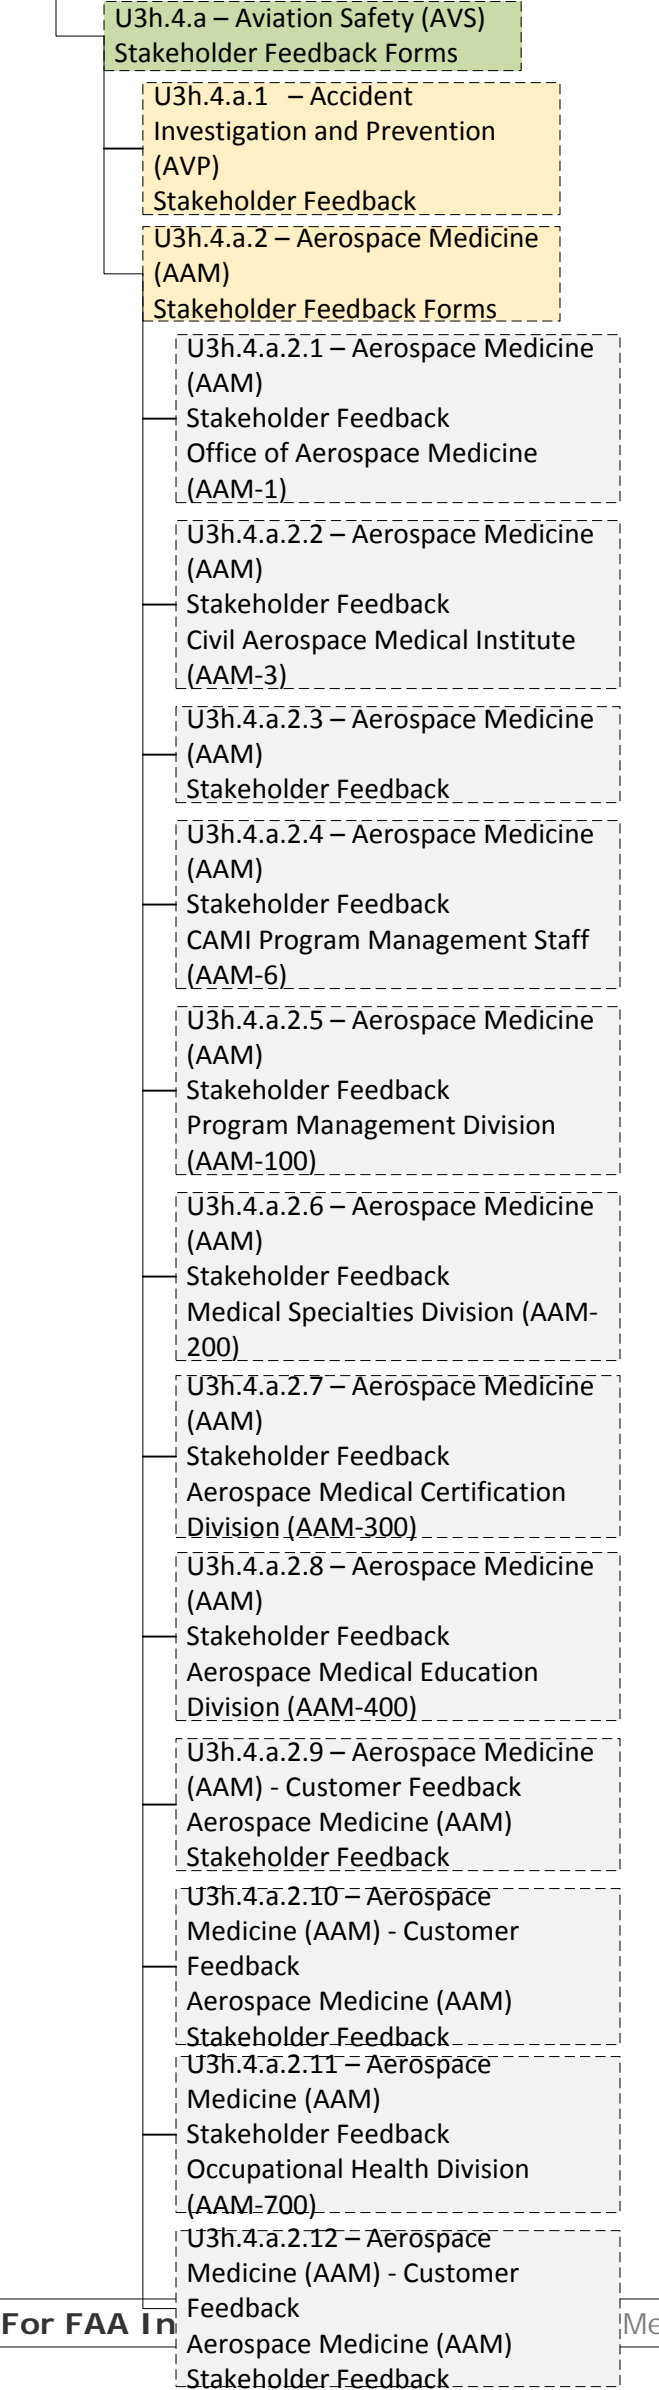 U3h.4.a – Aviation Safety (AVS)
Stakeholder Feedback Forms
U3h.4.a.1 – Accident
Investigation and Prevention
(AVP)
Stakeholder Feedback
U3h.4.a.2 – Aerospace Medicine
(AAM)
Stakeholder Feedback Forms
U3h.4.a.2.1 – Aerospace Medicine
(AAM)
Stakeholder Feedback
Office of Aerospace Medicine
(AAM-1)
U3h.4.a.2.2 – Aerospace Medicine
(AAM)
Stakeholder Feedback
Civil Aerospace Medical Institute
(AAM-3)
U3h.4.a.2.3 – Aerospace Medicine
(AAM)
Stakeholder Feedback
U3h.4.a.2.4 – Aerospace Medicine
(AAM)
Stakeholder Feedback
CAMI Program Management Staff
(AAM-6)
U3h.4.a.2.5 – Aerospace Medicine
(AAM)
Stakeholder Feedback
Program Management Division
(AAM-100)
U3h.4.a.2.6 – Aerospace Medicine
(AAM)
Stakeholder Feedback
Medical Specialties Division (AAM-
200)
U3h.4.a.2.7 – Aerospace Medicine
(AAM)
Stakeholder Feedback
Aerospace Medical Certification
Division (AAM-300)
U3h.4.a.2.8 – Aerospace Medicine
(AAM)
Stakeholder Feedback
Aerospace Medical Education
Division (AAM-400)
U3h.4.a.2.9 – Aerospace Medicine
(AAM) - Customer Feedback
Aerospace Medicine (AAM)
Stakeholder Feedback
U3h.4.a.2.10 – Aerospace
Medicine (AAM) - Customer
Feedback
Aerospace Medicine (AAM)
Stakeholder Feedback
U3h.4.a.2.11 – Aerospace
Medicine (AAM)
Stakeholder Feedback
Occupational Health Division
(AAM-700)
U3h.4.a.2.12 – Aerospace
Medicine (AAM) - Customer
Feedback
For FAA In
Me
Aerospace Medicine (AAM)
Stakeholder Feedback